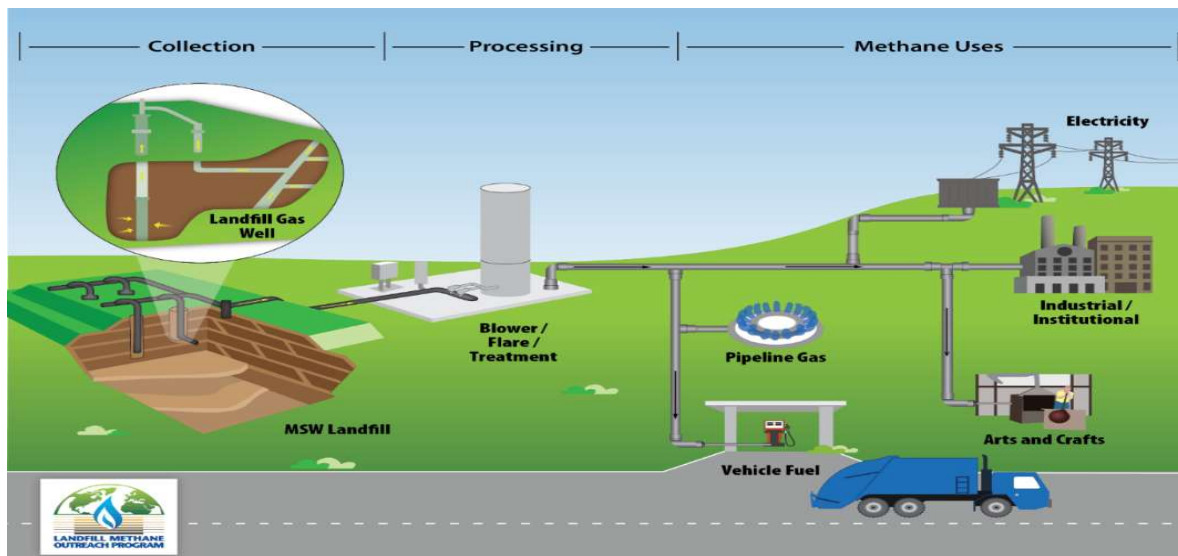 Collection
Processing
Methane Uses
Electricity
Landfill Gas
Well
Industrial /
Institutional
Blower /
Flare /
Treatment
Pipeline Gas
MSW Landfill
Arts and Crafts
Vehicle Fuel
LANDFILL METHANE
OUTREACH PROGRAM